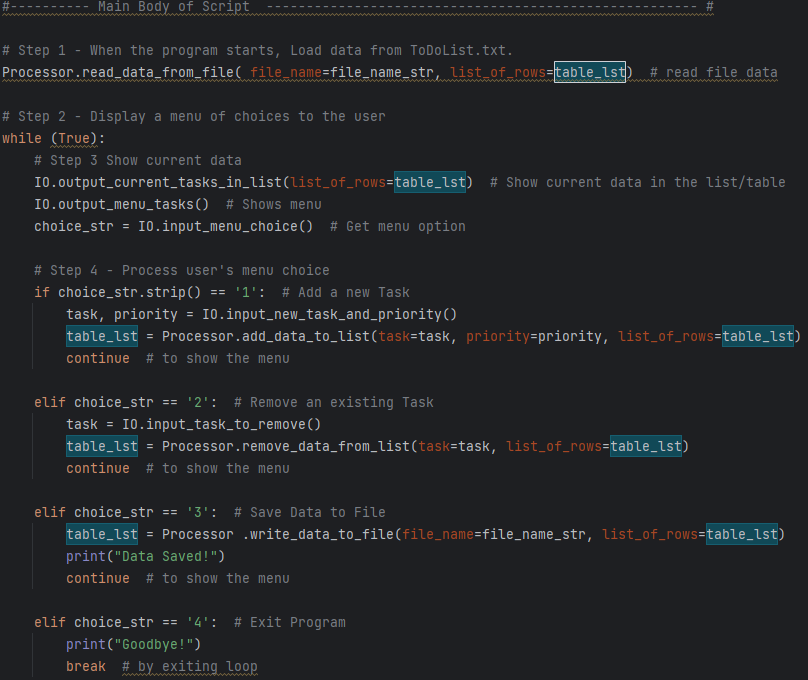 #---------- Main Body of Script  ------------------------------------------------------ #

# Step 1 - When the program starts, Load data from ToDoList.txt.
Processor.read_data_from_file( file_name=file_name_str, list_of_rows=table_lst)  # read file data

# Step 2 - Display a menu of choices to the user
while (True):
    # Step 3 Show current data
    IO.output_current_tasks_in_list(list_of_rows=table_lst)  # Show current data in the list/table
    IO.output_menu_tasks()  # Shows menu
    choice_str = IO.input_menu_choice()  # Get menu option

    # Step 4 - Process user's menu choice
    if choice_str.strip() == '1':  # Add a new Task
        task, priority = IO.input_new_task_and_priority()
        table_lst = Processor.add_data_to_list(task=task, priority=priority, list_of_rows=table_lst)
        continue  # to show the menu

    elif choice_str == '2':  # Remove an existing Task
        task = IO.input_task_to_remove()
        table_lst = Processor.remove_data_from_list(task=task, list_of_rows=table_lst)
        continue  # to show the menu

    elif choice_str == '3':  # Save Data to File
        table_lst = Processor .write_data_to_file(file_name=file_name_str, list_of_rows=table_lst)
        print("Data Saved!")
        continue  # to show the menu

    elif choice_str == '4':  # Exit Program
        print("Goodbye!")
        break  # by exiting loop